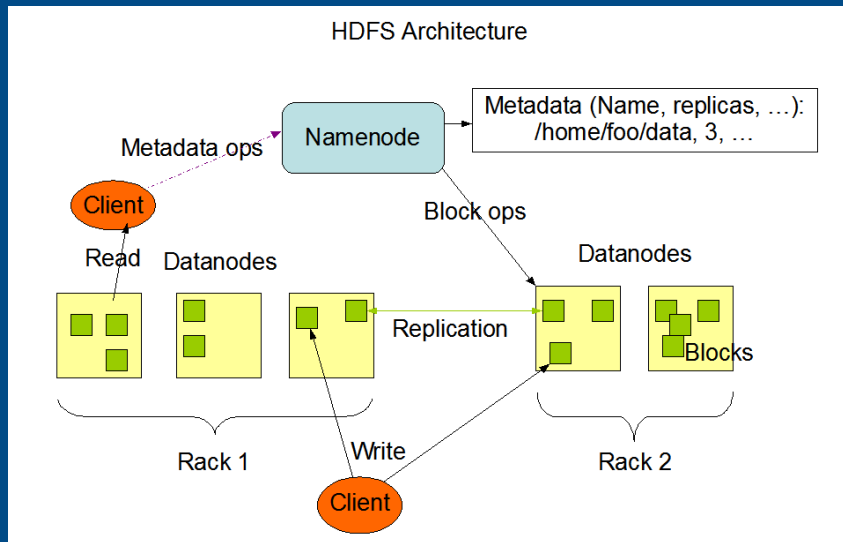 HDFS Architecture
Metadata (Name, replicas, …):
/home/foo/data, 3, …
Namenode
Metadata ops
Client
Block ops
Read
Datanodes
Datanodes
Replication
Blocks
Rack 1
Write
Rack 2
Client